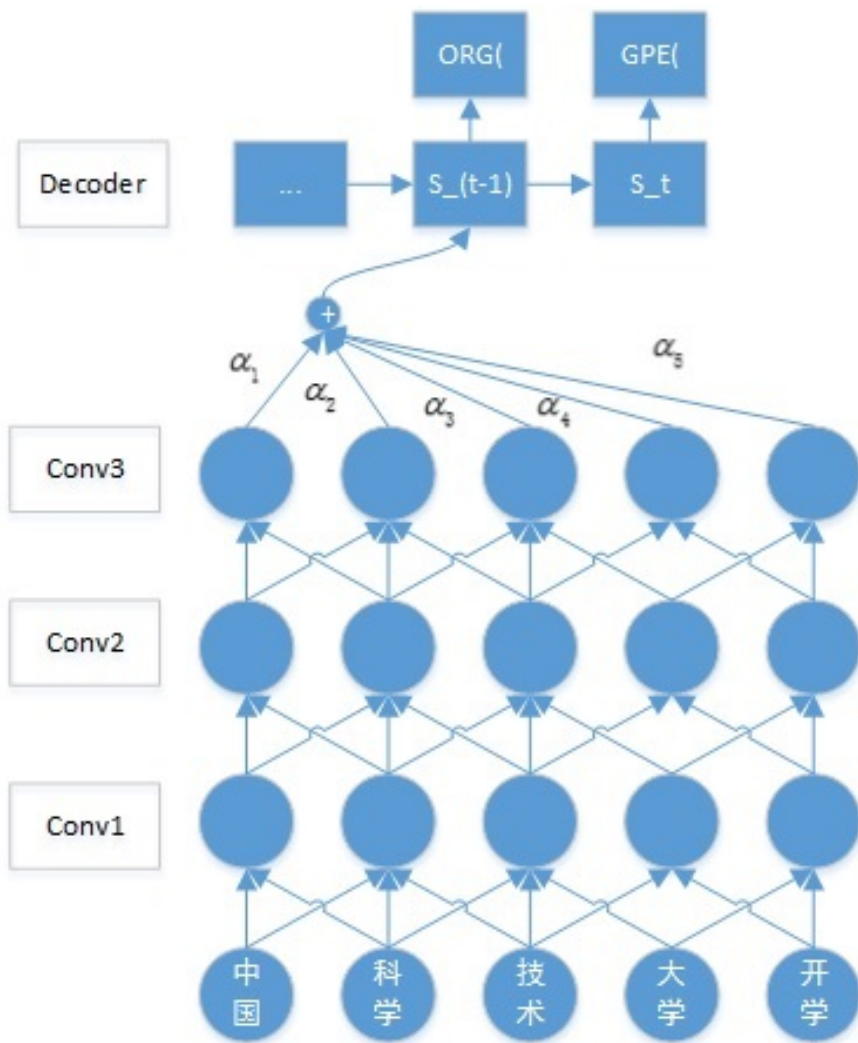 ORG( GPE(
Decoder ... S_(t-1) S_t
+
α₁ α₂ α₃ α₄ α₅
Conv3
Conv2
Conv1
中国 科学 技术 大学 开学